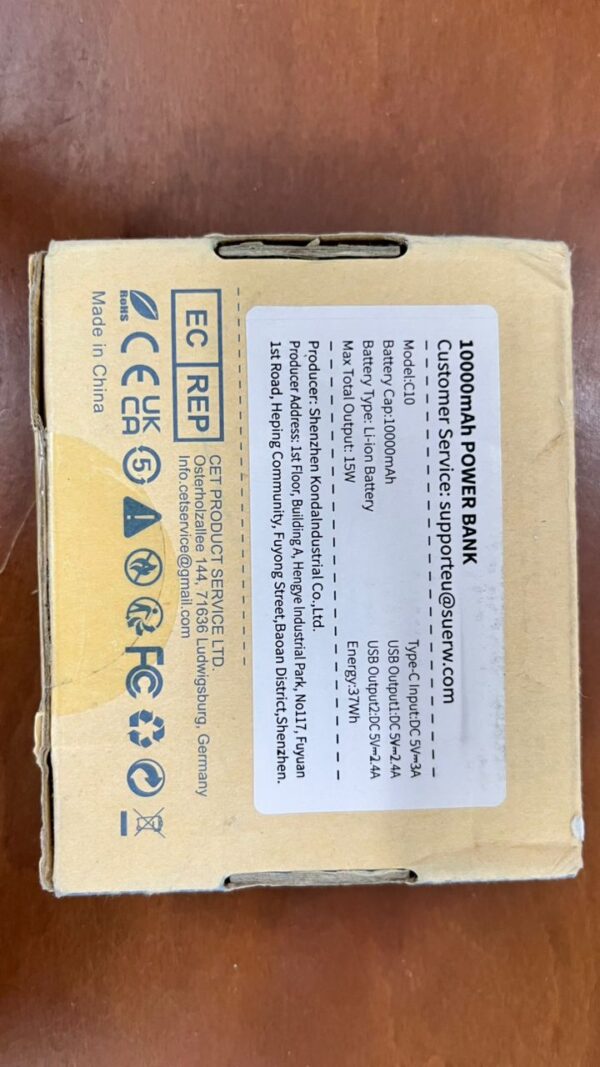 10000mAh POWER BANK
Customer Service: supporteu@suerw.com
Model:C10
Type-C Input:DC 5V⎓3A
Battery Cap:10000mAh
USB Output1:DC 5V⎓2.4A
Battery Type: Li-ion Battery
USB Output2:DC 5V⎓2.4A
Max Total Output: 15W
Energy:37Wh
Producer: Shenzhen KondaIndustrial Co.,Ltd.
Producer Address: 1st Floor, Building A, Hengye Industrial Park, No117, Fuyuan
1st Road, Heping Community, Fuyong Street,Baoan District,Shenzhen.
EC REP
CET PRODUCT SERVICE LTD.
Osterholzallee 144, 71636 Ludwigsburg, Germany
Info.cetservice@gmail.com
RoHS CE UK CA 5 FC
Made in China